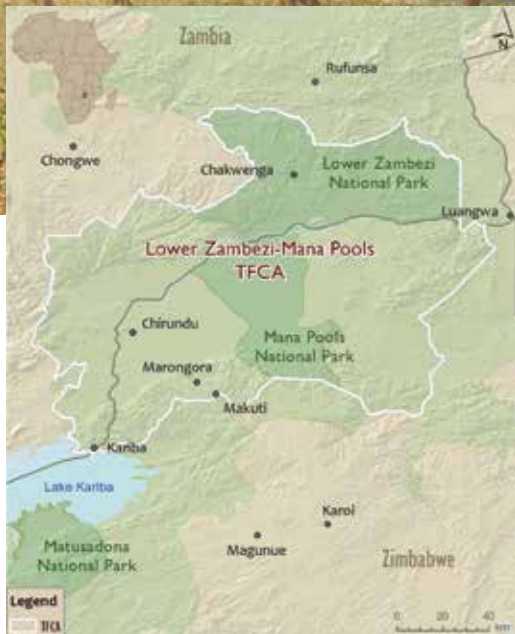 Zambia
N
Rufunsa
Chongwe
Chakwenga
Lower Zambezi
National Park
Luangwa
Lower Zambezi-Mana Pools
TFCA
Chirundu
Mana Pools
National Park
Marongora
Makuti
Kariba
Lake Kariba
Karoi
Matusadona
National Park
Magunue
Zimbabwe
Legend
TFCA
0 20 40
km